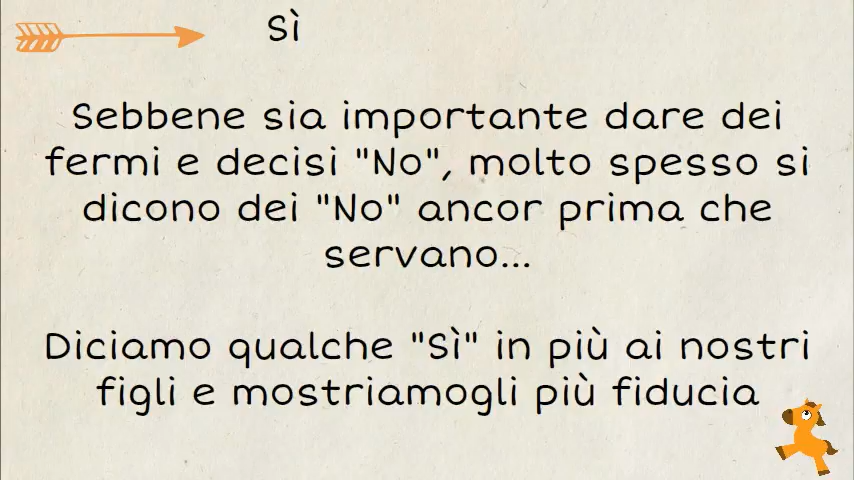 Sì
Sebbene sia importante dare dei
fermi e decisi "No", molto spesso si
dicono dei "No" ancor prima che
servano...
Diciamo qualche "Sì" in più ai nostri
figli e mostriamogli più fiducia